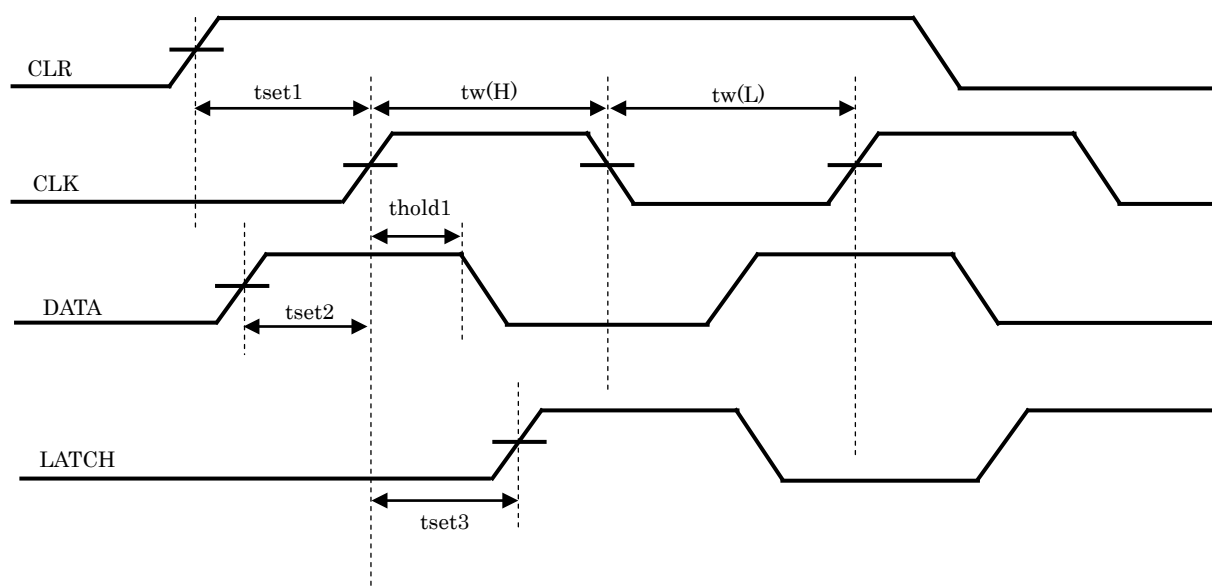 CLR
tset1
tw(H)
tw(L)
CLK
thold1
DATA
tset2
LATCH
tset3